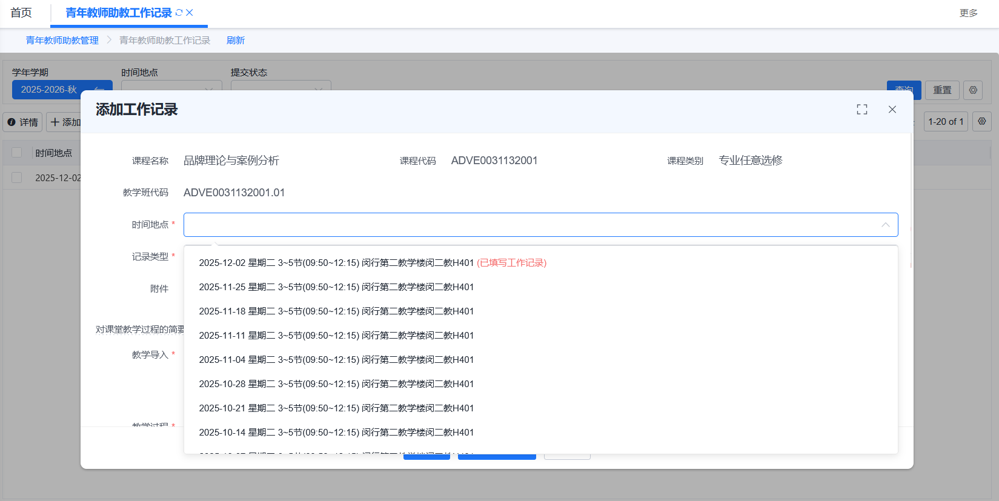 首页
青年教师助教工作记录
更多
青年教师助教管理
青年教师助教工作记录
刷新
学年学期
时间地点
提交状态
2025-2026-秋
查询
重置
详情
添加
1-20 of 1
时间地点
2025-12-02
添加工作记录
课程名称 品牌理论与案例分析
课程代码 ADVE0031132001
课程类别 专业任意选修
教学班代码 ADVE0031132001.01
时间地点 *
记录类型 *
附件
对课堂教学过程的简要
教学导入 *
教学过程 *
2025-12-02 星期二 3~5节(09:50~12:15) 闵行第二教学楼闵二教H401 (已填写工作记录)
2025-11-25 星期二 3~5节(09:50~12:15) 闵行第二教学楼闵二教H401
2025-11-18 星期二 3~5节(09:50~12:15) 闵行第二教学楼闵二教H401
2025-11-11 星期二 3~5节(09:50~12:15) 闵行第二教学楼闵二教H401
2025-11-04 星期二 3~5节(09:50~12:15) 闵行第二教学楼闵二教H401
2025-10-28 星期二 3~5节(09:50~12:15) 闵行第二教学楼闵二教H401
2025-10-21 星期二 3~5节(09:50~12:15) 闵行第二教学楼闵二教H401
2025-10-14 星期二 3~5节(09:50~12:15) 闵行第二教学楼闵二教H401